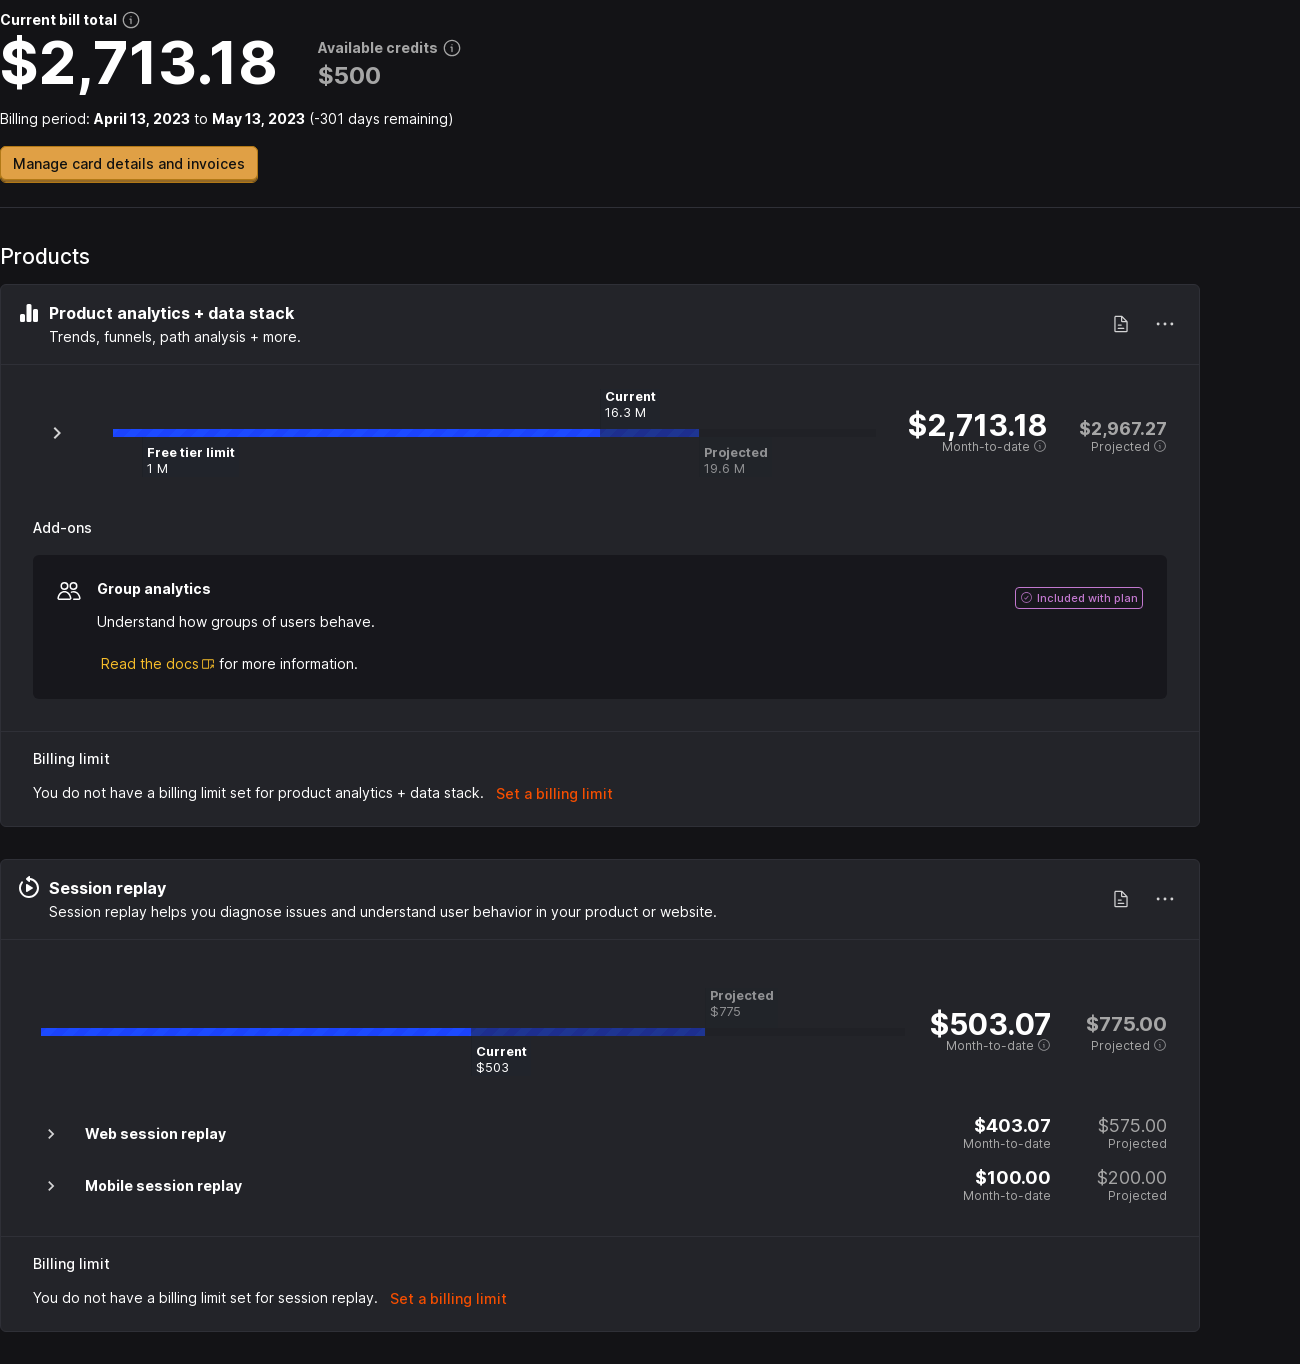 Current bill total
$2,713.18
Available credits
$500
Billing period: April 13, 2023 to May 13, 2023 (-301 days remaining)
Manage card details and invoices
Products
Product analytics + data stack
Trends, funnels, path analysis + more.
Current
16.3 M
Free tier limit
1 M
Projected
19.6 M
$2,713.18
Month-to-date
$2,967.27
Projected
Add-ons
Group analytics
Included with plan
Understand how groups of users behave.
Read the docs for more information.
Billing limit
You do not have a billing limit set for product analytics + data stack. Set a billing limit
Session replay
Session replay helps you diagnose issues and understand user behavior in your product or website.
Projected
$775
Current
$503
$503.07
Month-to-date
$775.00
Projected
Web session replay
$403.07
Month-to-date
$575.00
Projected
Mobile session replay
$100.00
Month-to-date
$200.00
Projected
Billing limit
You do not have a billing limit set for session replay. Set a billing limit